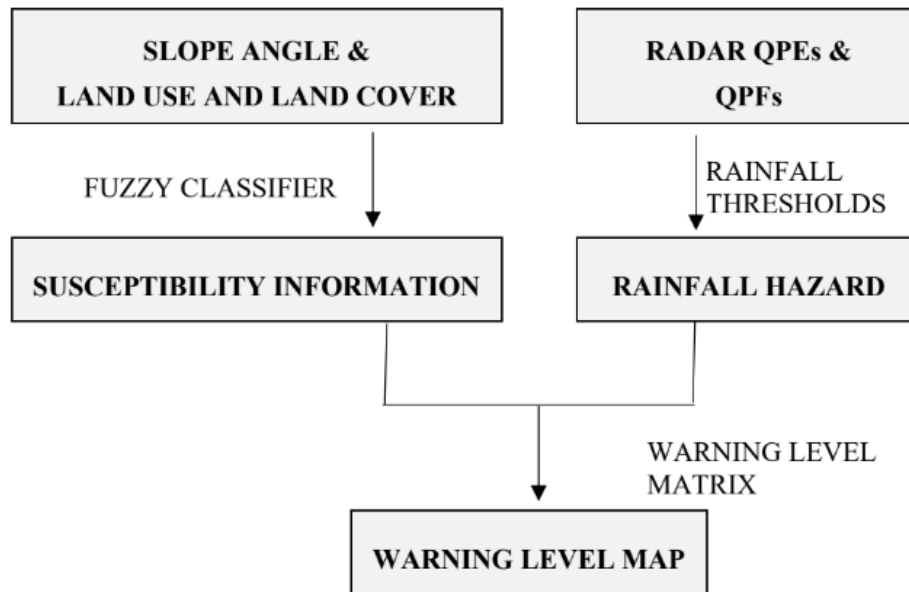 SLOPE ANGLE &
LAND USE AND LAND COVER
RADAR QPEs &
QPFs
FUZZY CLASSIFIER
RAINFALL
THRESHOLDS
SUSCEPTIBILITY INFORMATION
RAINFALL HAZARD
WARNING LEVEL
MATRIX
WARNING LEVEL MAP